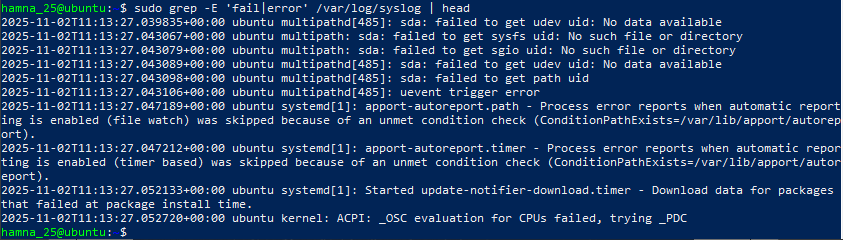 hamna_25@ubuntu:~$ sudo grep -E 'fail|error' /var/log/syslog | head
2025-11-02T11:13:27.039835+00:00 ubuntu multipathd[485]: sda: failed to get udev uid: No data available
2025-11-02T11:13:27.043067+00:00 ubuntu multipath: sda: failed to get sysfs uid: No such file or directory
2025-11-02T11:13:27.043079+00:00 ubuntu multipath: sda: failed to get sgio uid: No such file or directory
2025-11-02T11:13:27.043089+00:00 ubuntu multipathd[485]: sda: failed to get udev uid: No data available
2025-11-02T11:13:27.043098+00:00 ubuntu multipathd[485]: sda: failed to get path uid
2025-11-02T11:13:27.043106+00:00 ubuntu multipathd[485]: uevent trigger error
2025-11-02T11:13:27.047189+00:00 ubuntu systemd[1]: apport-autoreport.path - Process error reports when automatic report
ing is enabled (file watch) was skipped because of an unmet condition check (ConditionPathExists=/var/lib/apport/autorep
ort).
2025-11-02T11:13:27.047212+00:00 ubuntu systemd[1]: apport-autoreport.timer - Process error reports when automatic repor
ting is enabled (timer based) was skipped because of an unmet condition check (ConditionPathExists=/var/lib/apport/autor
eport).
2025-11-02T11:13:27.052133+00:00 ubuntu systemd[1]: Started update-notifier-download.timer - Download data for packages
that failed at package install time.
2025-11-02T11:13:27.052720+00:00 ubuntu kernel: ACPI: _OSC evaluation for CPUs failed, trying _PDC
hamna_25@ubuntu:~$